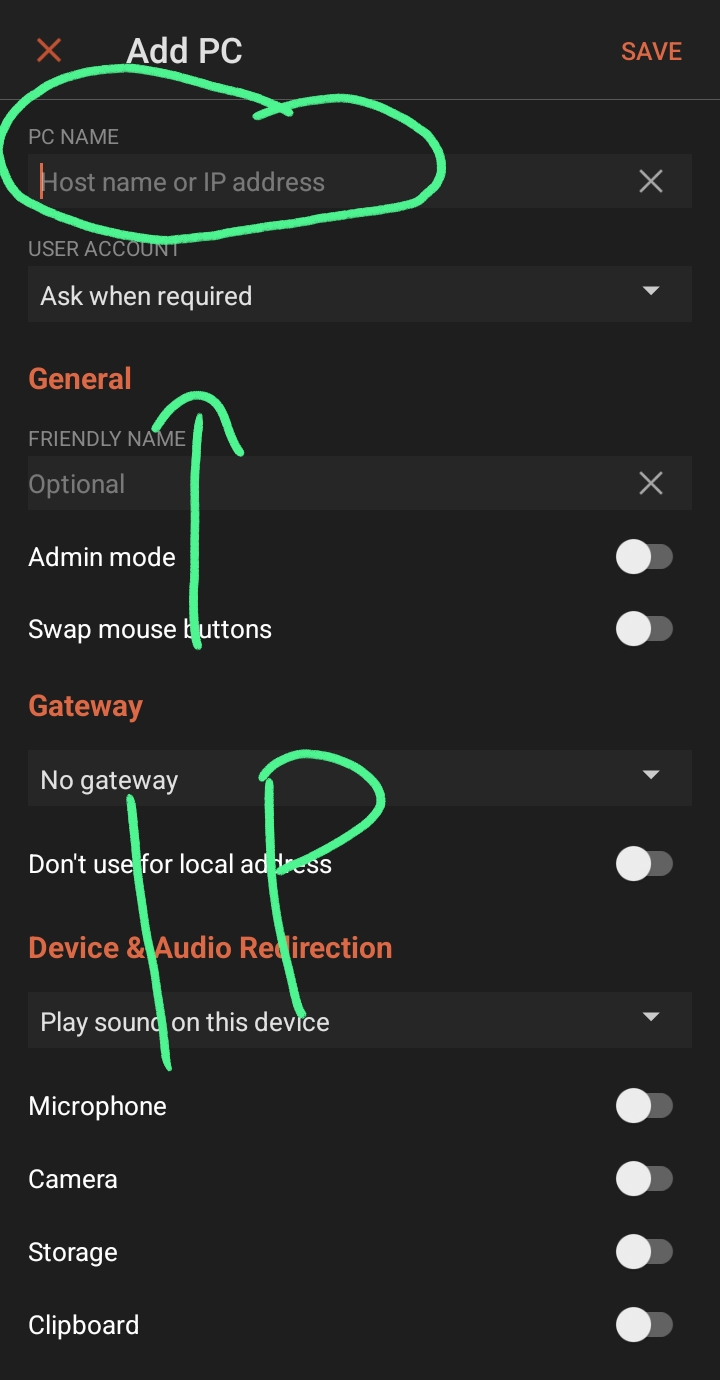 Add PC
SAVE
PC NAME
Host name or IP address
USER ACCOUNT
Ask when required
General
FRIENDLY NAME
Optional
Admin mode
Swap mouse buttons
Gateway
No gateway
IP
Don't use for local address
Device & Audio Redirection
Play sound on this device
Microphone
Camera
Storage
Clipboard